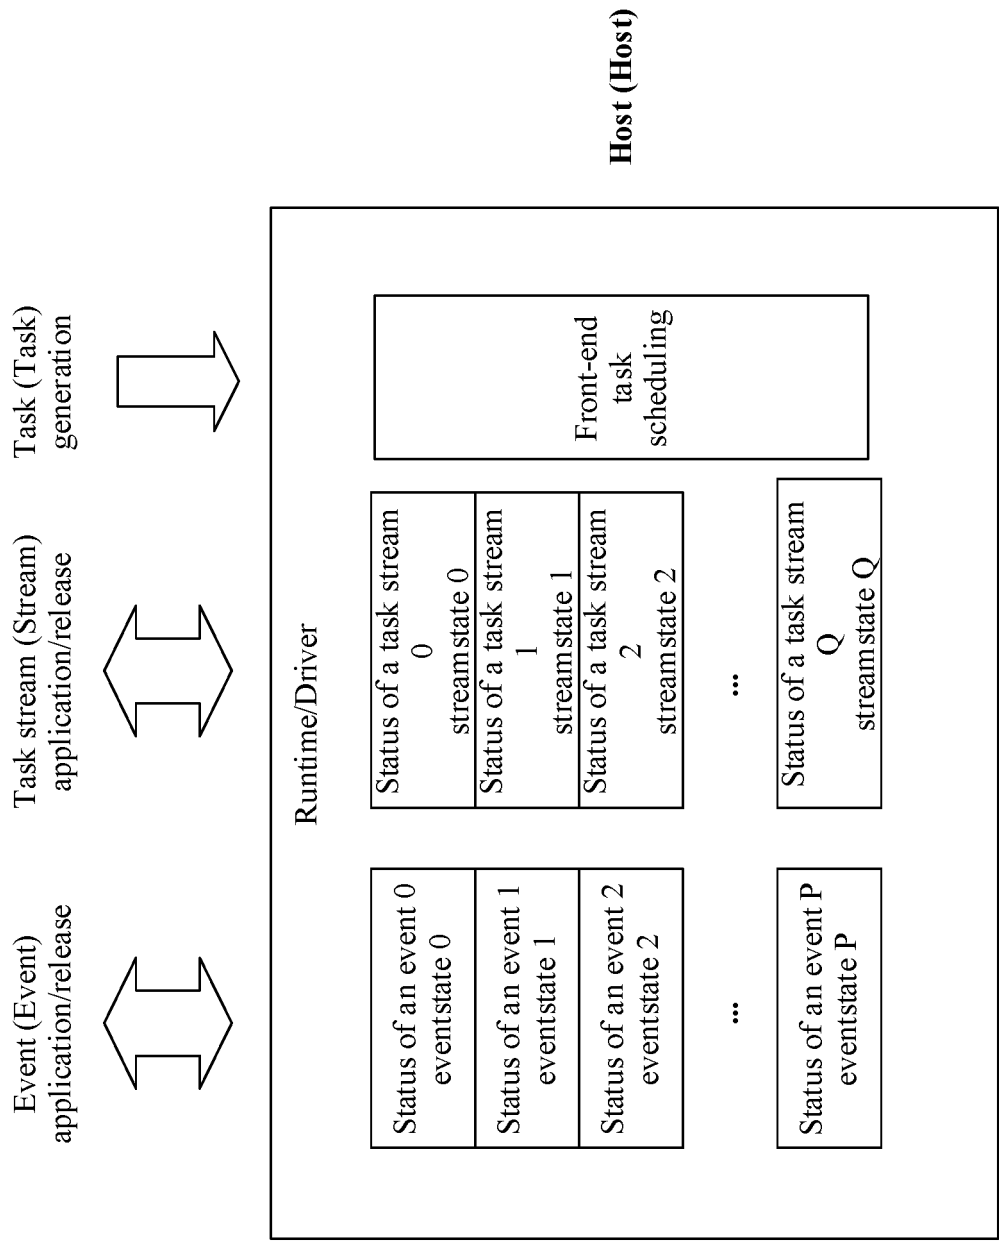 Event (Event)
application/release
Task stream (Stream)
application/release
Task (Task)
generation
Runtime/Driver
Status of an event 0
eventstate 0
Status of an event 1
eventstate 1
Status of an event 2
eventstate 2
...
Status of an event P
eventstate P
Status of a task stream
0
streamstate 0
Status of a task stream
1
streamstate 1
Status of a task stream
2
streamstate 2
...
Status of a task stream
Q
streamstate Q
Front-end
task
scheduling
Host (Host)